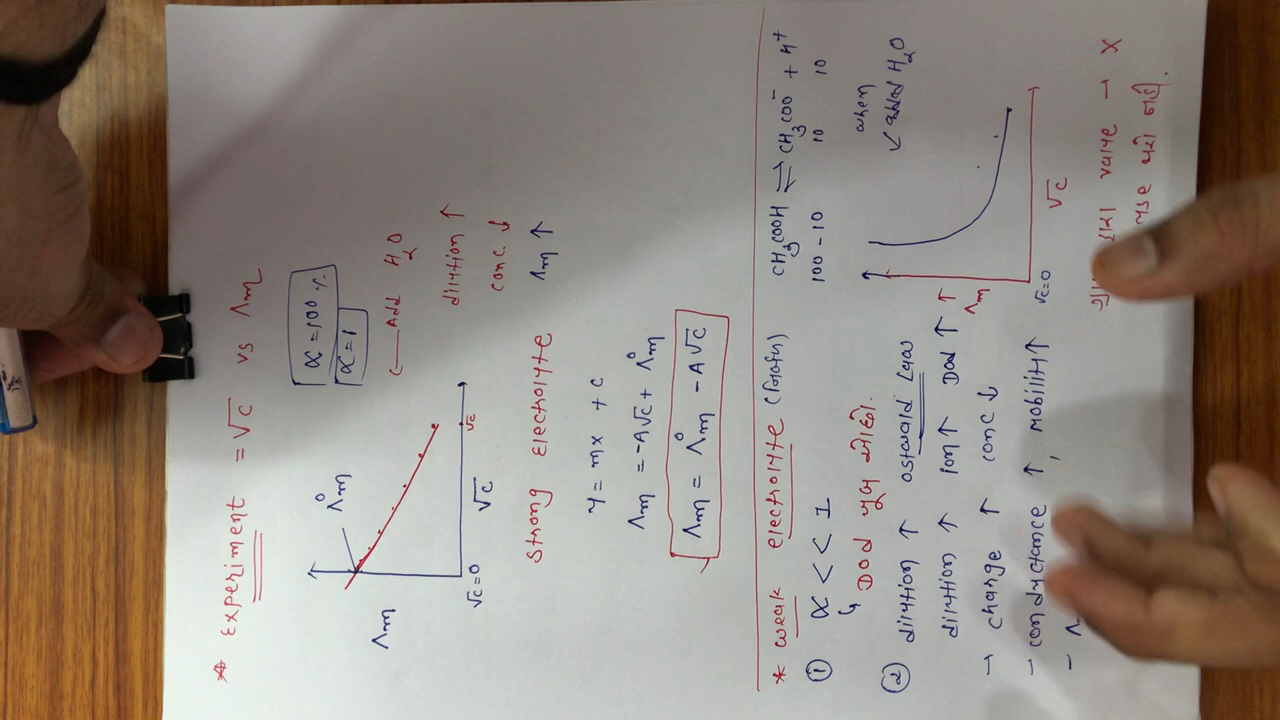 * Experiment = √c vs Λm
α = 100 %
α = 1
Λm
Λ°m
√c=0
√c
√c
← Add H₂O
dilution ↑
conc. ↓
Λm ↑
strong electrolyte
y = mx + c
Λm = -A√c + Λ°m
Λm = Λ°m - A√c
* weak electrolyte
① α < < 1
↳ DOd ખુબ ઓછી.
② dilution ↑ ostwald Law
dilution ↑ Ion ↑ Dod ↑ ↑
→ change ↑ conc ↓
- conductance ↑, mobility ↑
CH₃COOH ⇌ CH₃COO⁻ + H⁺
100 - 10 10 10
when
↙ added H₂O
Λm
√c=0
√c
value → X